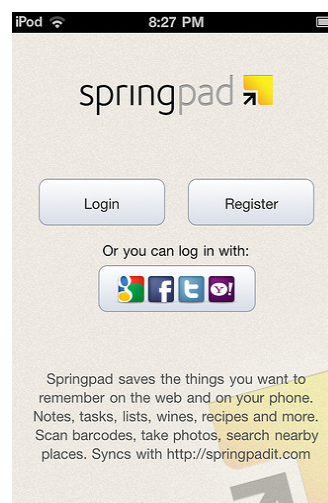 iPod 8:27 PM
springpad
Login Register
Or you can log in with:
g f t Y!
Springpad saves the things you want to
remember on the web and on your phone.
Notes, tasks, lists, wines, recipes and more.
Scan barcodes, take photos, search nearby
places. Syncs with http://springpadit.com